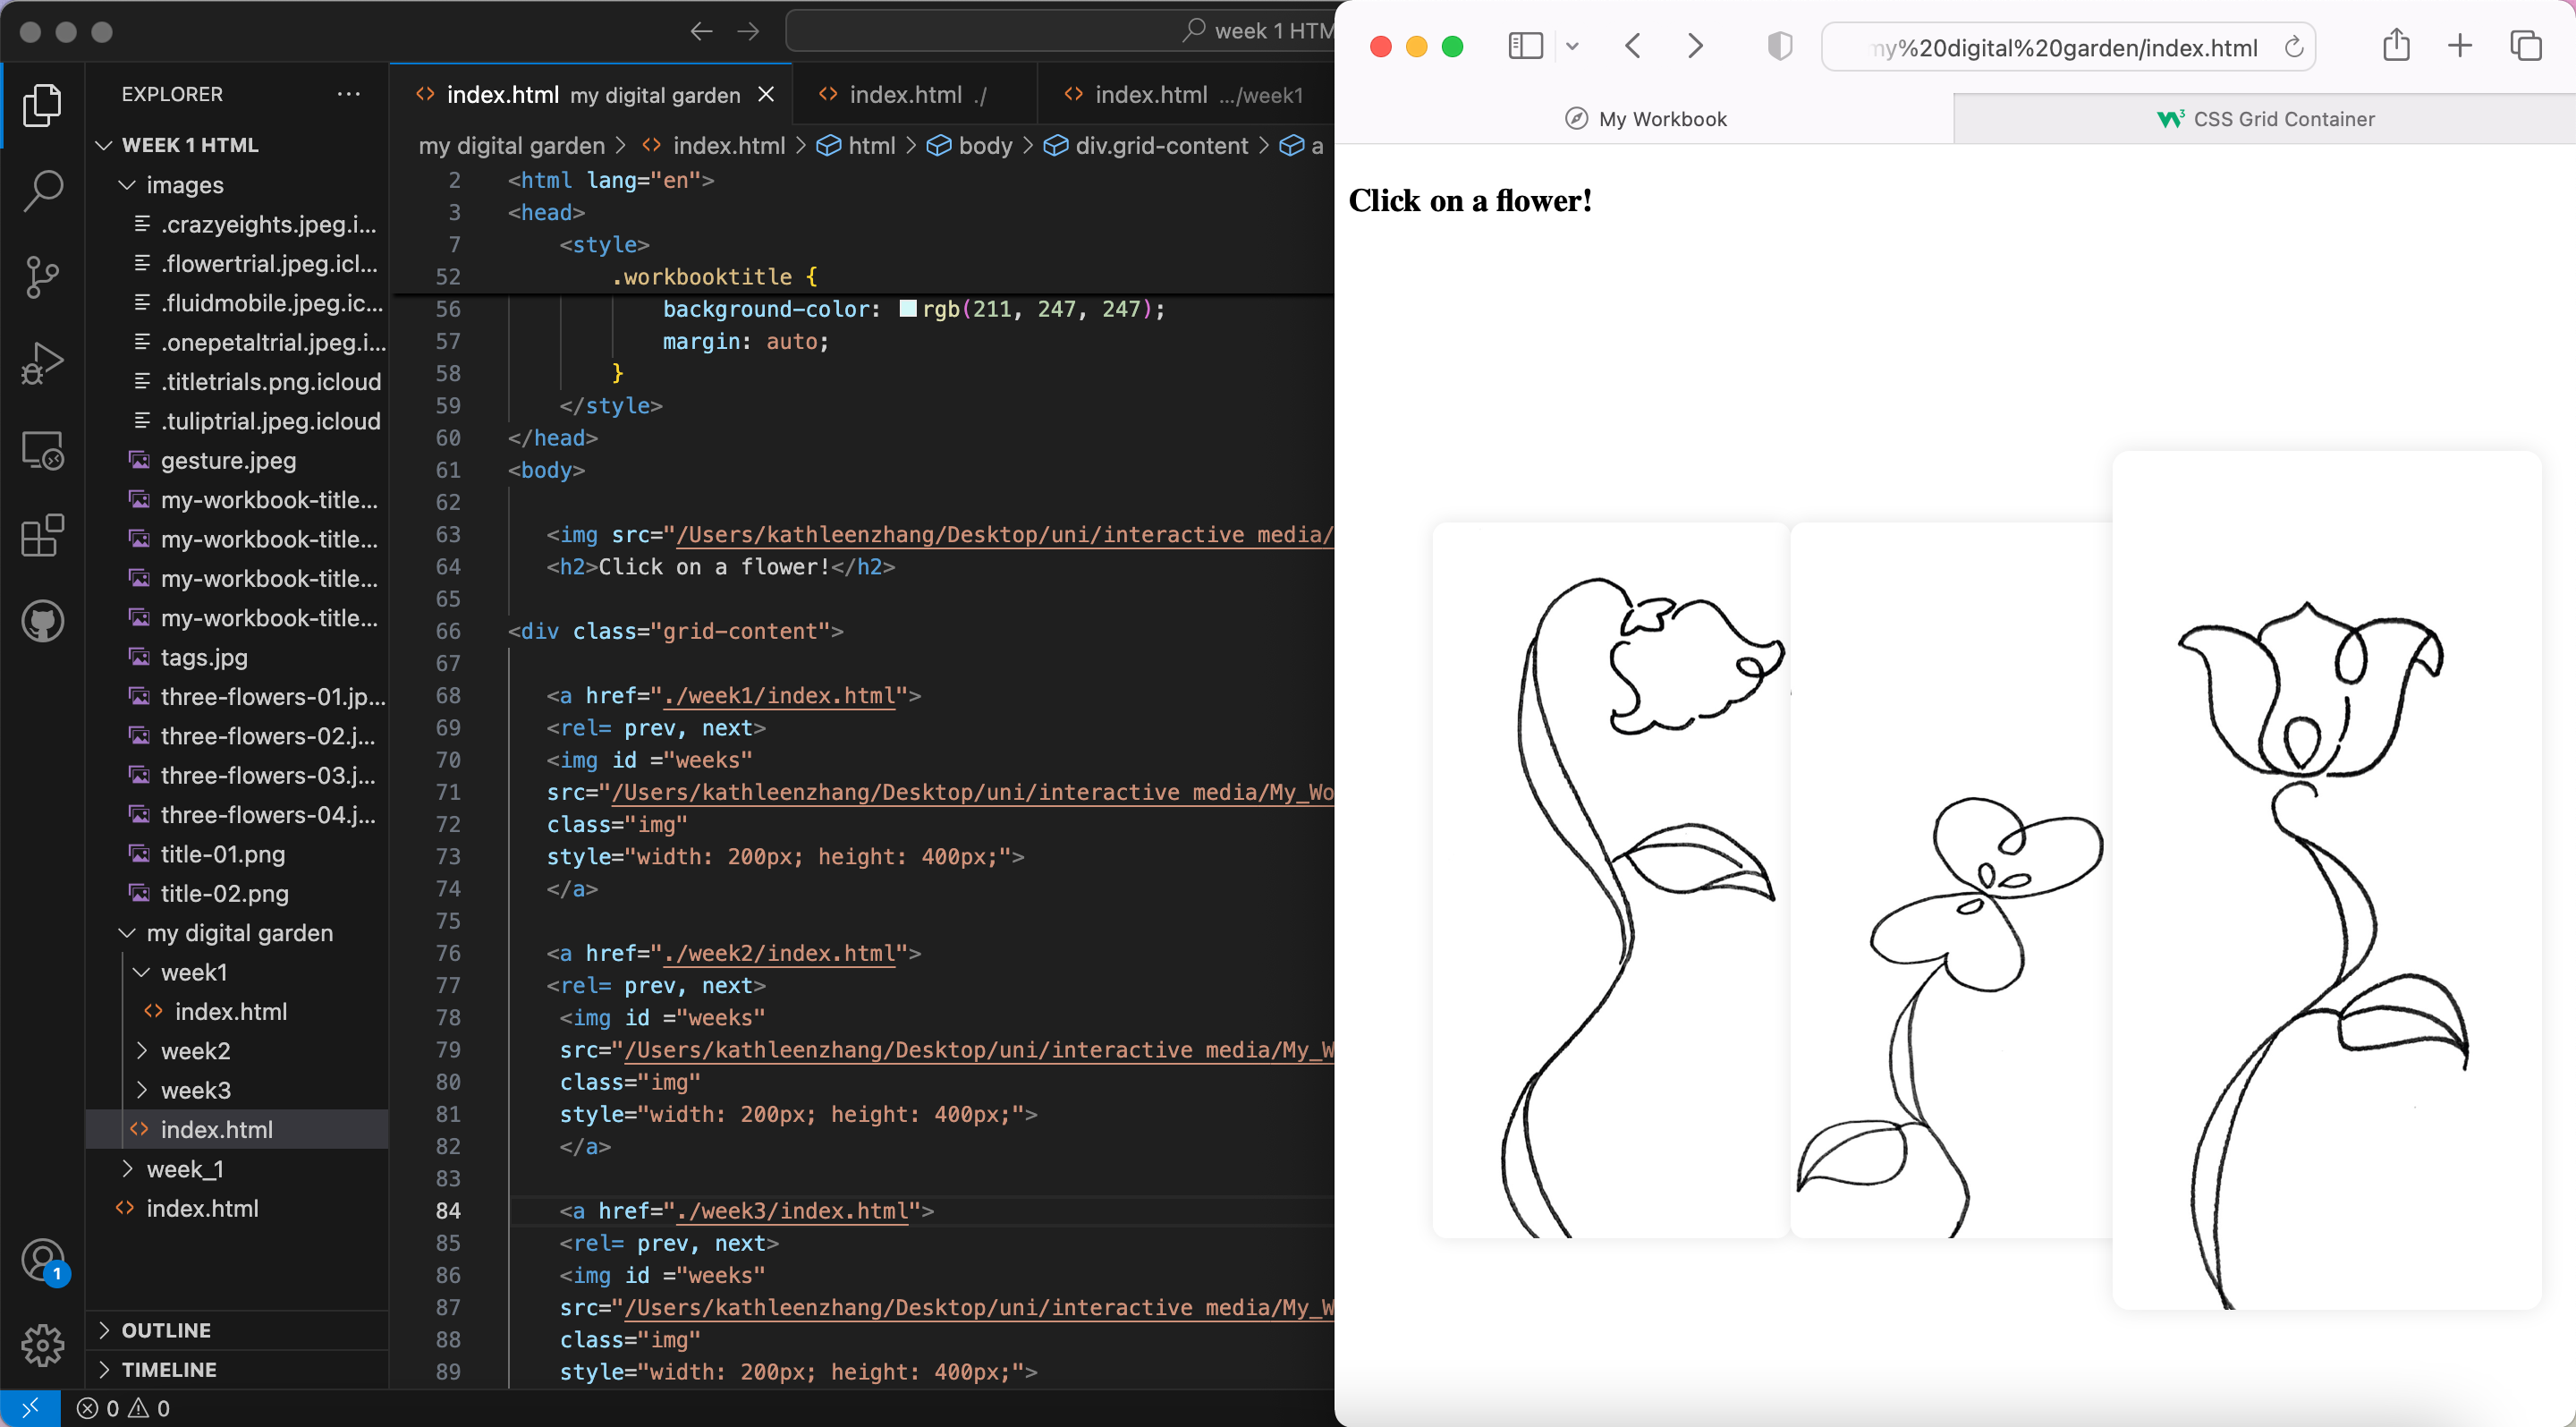 week 1 HTM
EXPLORER
WEEK 1 HTML
images
.crazyeights.jpeg.i...
.flowertrial.jpeg.icl...
.fluidmobile.jpeg.ic...
.onepetaltrial.jpeg.i...
.titletrials.png.icloud
.tuliptrial.jpeg.icloud
gesture.jpeg
my-workbook-title...
my-workbook-title...
my-workbook-title...
my-workbook-title...
tags.jpg
three-flowers-01.jp...
three-flowers-02.j...
three-flowers-03.j...
three-flowers-04.j...
title-01.png
title-02.png
my digital garden
week1
index.html
week2
week3
index.html
week_1
index.html
OUTLINE
TIMELINE
1
0 0
index.html my digital garden
index.html ./
index.html .../week1
my digital garden > index.html > html > body > div.grid-content > a
2 <html lang="en">
3 <head>
7 <style>
52 .workbooktitle {
56 background-color: rgb(211, 247, 247);
57 margin: auto;
58 }
59 </style>
60 </head>
61 <body>
62
63 <img src="/Users/kathleenzhang/Desktop/uni/interactive media/
64 <h2>Click on a flower!</h2>
65
66 <div class="grid-content">
67
68 <a href="./week1/index.html">
69 <rel= prev, next>
70 <img id ="weeks"
71 src="/Users/kathleenzhang/Desktop/uni/interactive media/My_Wo
72 class="img"
73 style="width: 200px; height: 400px;">
74 </a>
75
76 <a href="./week2/index.html">
77 <rel= prev, next>
78 <img id ="weeks"
79 src="/Users/kathleenzhang/Desktop/uni/interactive media/My_W
80 class="img"
81 style="width: 200px; height: 400px;">
82 </a>
83
84 <a href="./week3/index.html">
85 <rel= prev, next>
86 <img id ="weeks"
87 src="/Users/kathleenzhang/Desktop/uni/interactive media/My_W
88 class="img"
89 style="width: 200px; height: 400px;">
my%20digital%20garden/index.html
My Workbook
W3 CSS Grid Container
Click on a flower!